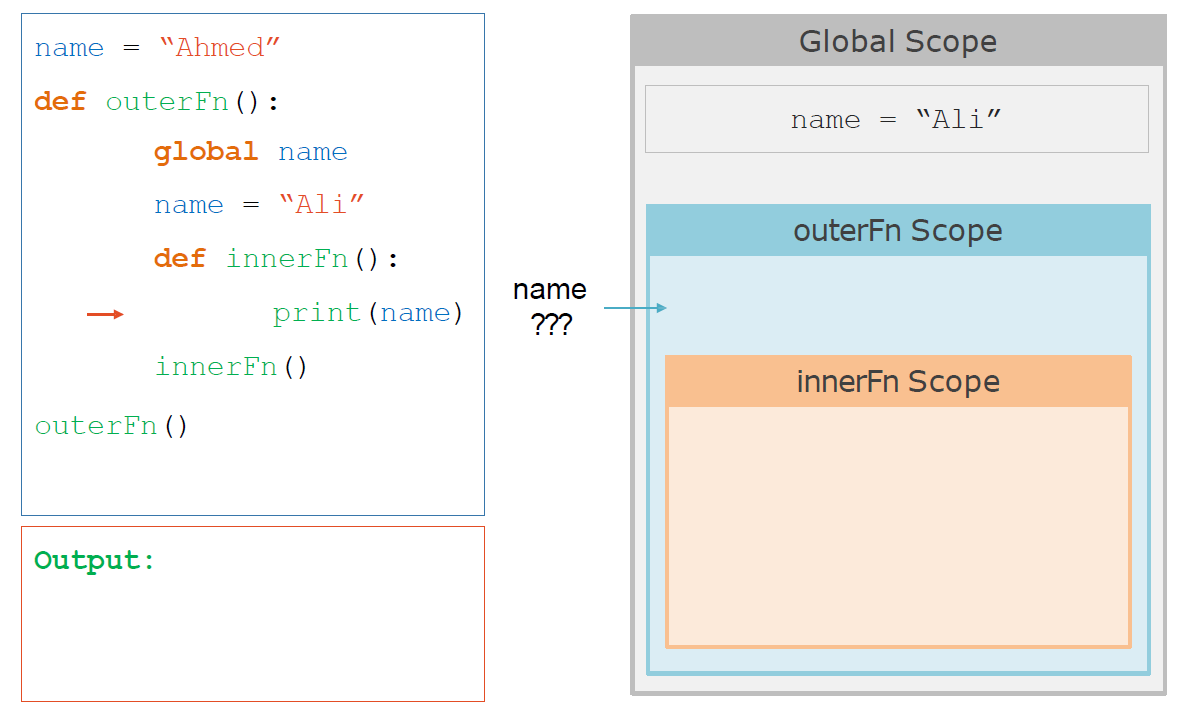 name = “Ahmed”
def outerFn():
global name
name = “Ali”
def innerFn():
print(name)
innerFn()
outerFn()
Output:
name
???
Global Scope
name = “Ali”
outerFn Scope
innerFn Scope